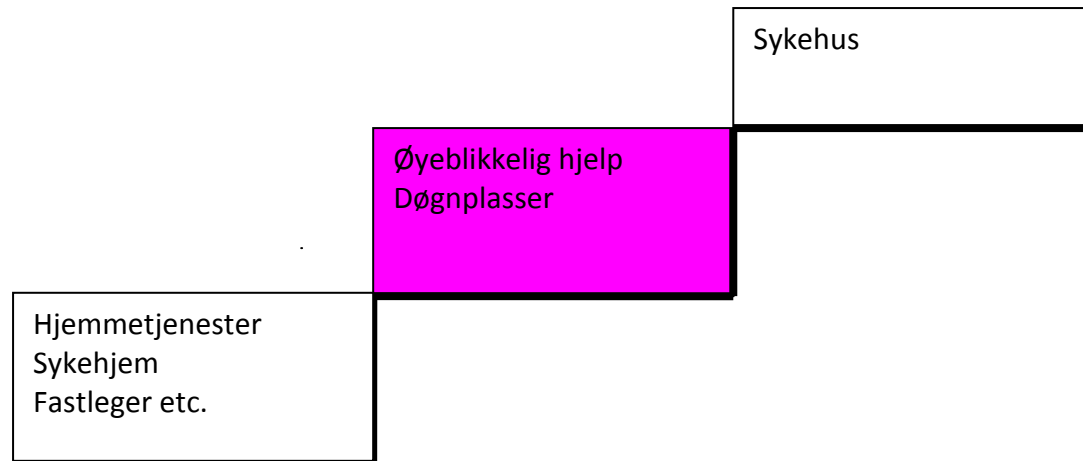 Sykehus
Øyeblikkelig hjelp
Døgnplasser
Hjemmetjenester
Sykehjem
Fastleger etc.